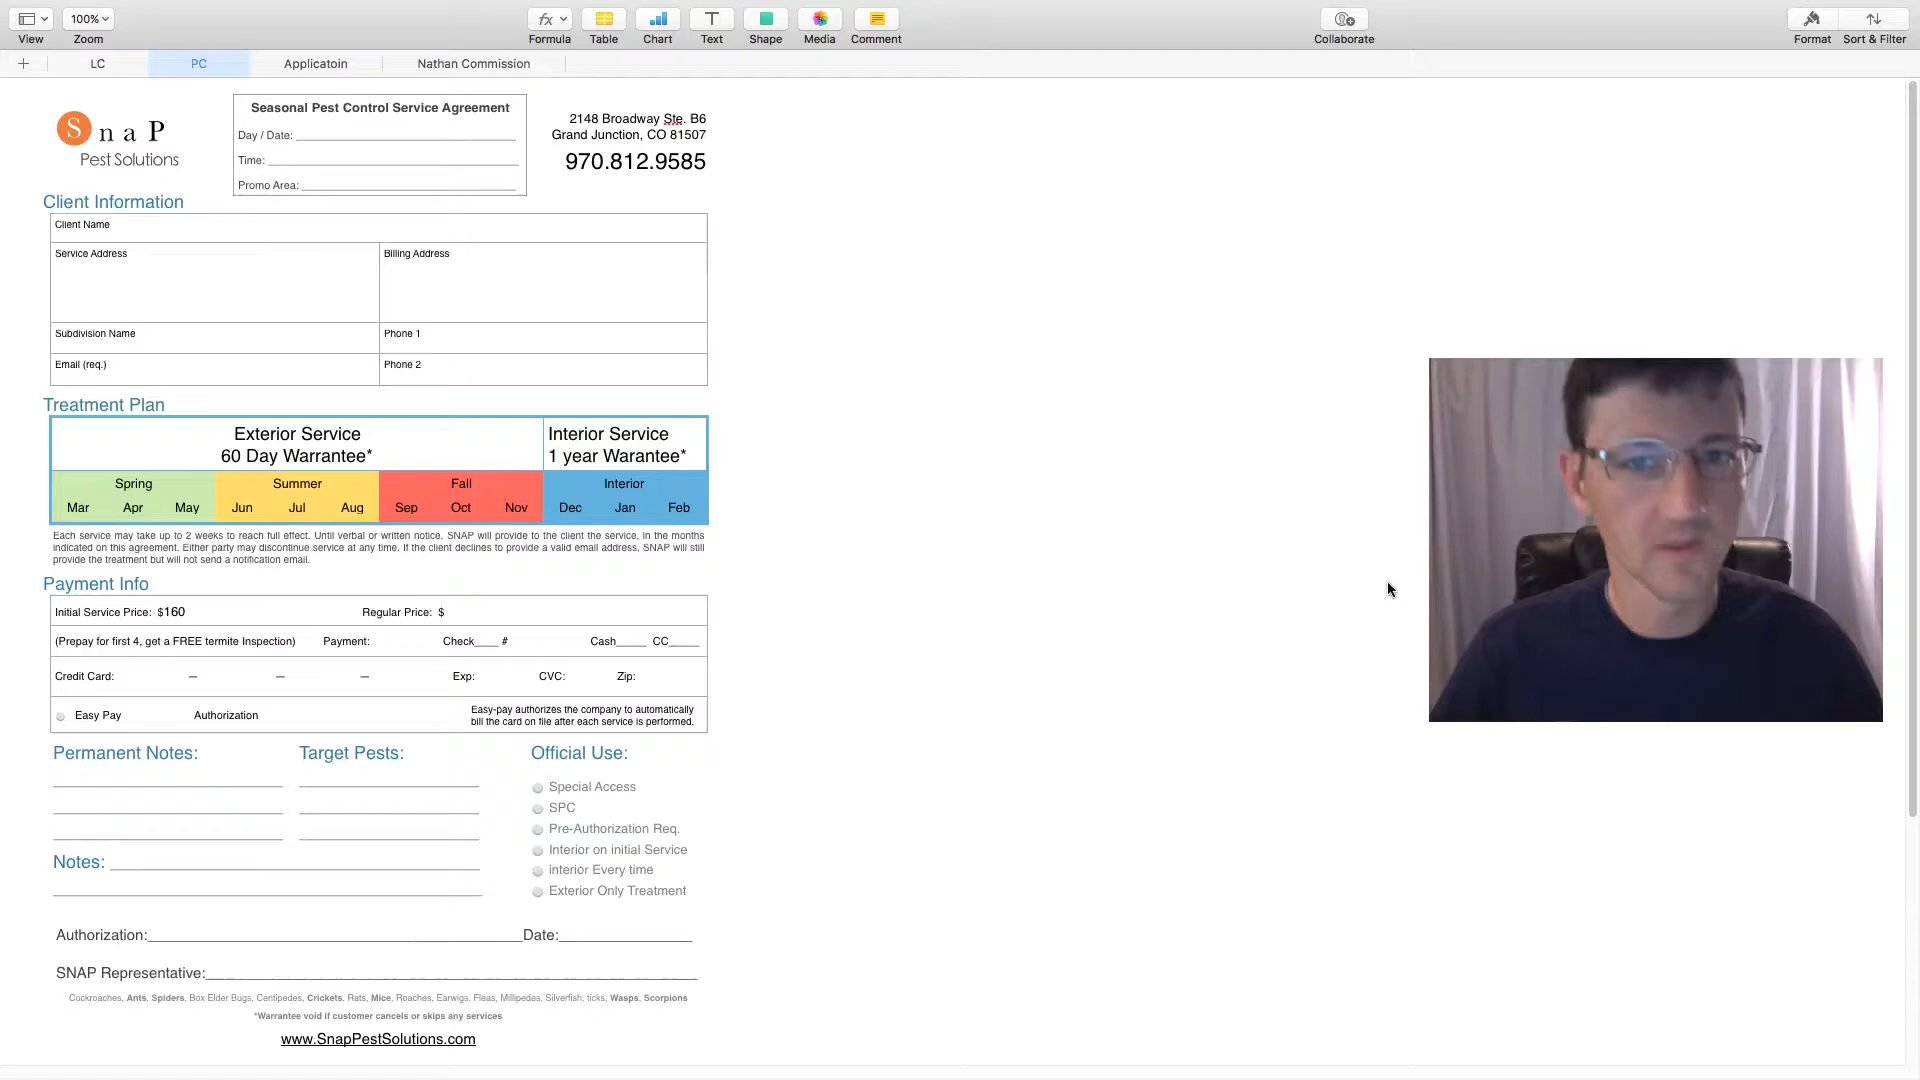 100%
View
Zoom
fx
Formula
Table
Chart
T
Text
Shape
Media
Comment
Collaborate
Format
Sort & Filter
LC
PC
Applicatoin
Nathan Commission
S n a P
Pest Solutions
Seasonal Pest Control Service Agreement
Day / Date:
Time:
Promo Area:
2148 Broadway Ste. B6
Grand Junction, CO 81507
970.812.9585
Client Information
Client Name
Service Address
Billing Address
Subdivision Name
Phone 1
Email (req.)
Phone 2
Treatment Plan
Exterior Service
60 Day Warrantee*
Interior Service
1 year Warantee*
Spring Summer Fall Interior
Mar Apr May Jun Jul Aug Sep Oct Nov Dec Jan Feb
Each service may take up to 2 weeks to reach full effect. Until verbal or written notice, SNAP will provide to the client the service, in the months
indicated on this agreement. Either party may discontinue service at any time. If the client declines to provide a valid email address, SNAP will still
provide the treatment but will not send a notification email.
Payment Info
Initial Service Price: $160 Regular Price: $
(Prepay for first 4, get a FREE termite Inspection) Payment: Check____ # Cash_____ CC_____
Credit Card: – – – Exp: CVC: Zip:
Easy Pay Authorization
Easy-pay authorizes the company to automatically
bill the card on file after each service is performed.
Permanent Notes:
Target Pests:
Official Use:
Special Access
SPC
Pre-Authorization Req.
Interior on initial Service
interior Every time
Exterior Only Treatment
Notes:
Authorization: Date:
SNAP Representative:
Cockroaches, Ants, Spiders, Box Elder Bugs, Centipedes, Crickets, Rats, Mice, Roaches, Earwigs, Fleas, Millipedes, Silverfish, ticks, Wasps, Scorpions
*Warrantee void if customer cancels or skips any services
www.SnapPestSolutions.com